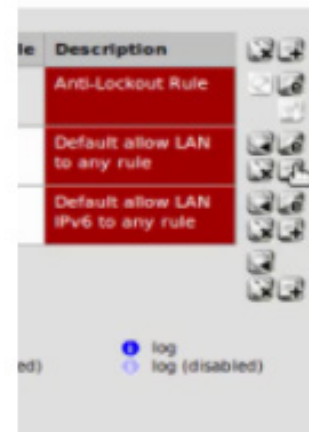 le Description
Anti-Lockout Rule
Default allow LAN
to any rule
Default allow LAN
IPv6 to any rule
log
ed) log (disabled)